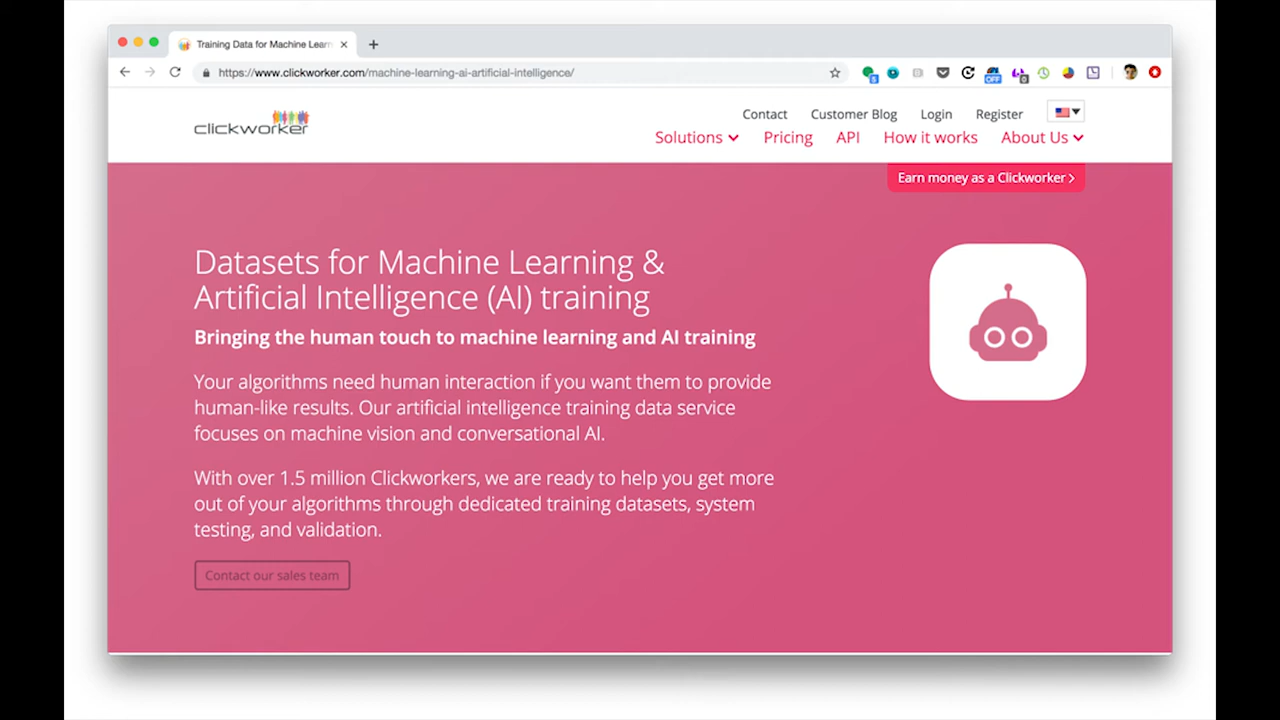 Training Data for Machine Learn
https://www.clickworker.com/machine-learning-ai-artificial-intelligence/
5
OFF
0
clickworker
Contact Customer Blog Login Register
Solutions Pricing API How it works About Us
Earn money as a Clickworker >
Datasets for Machine Learning &
Artificial Intelligence (AI) training
Bringing the human touch to machine learning and AI training
Your algorithms need human interaction if you want them to provide
human-like results. Our artificial intelligence training data service
focuses on machine vision and conversational AI.
With over 1.5 million Clickworkers, we are ready to help you get more
out of your algorithms through dedicated training datasets, system
testing, and validation.
Contact our sales team